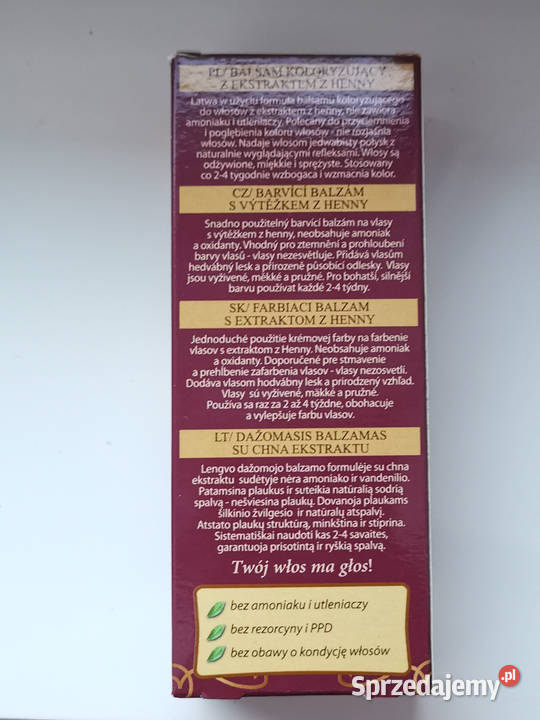 PL/ BALSAM KOLORYZUJĄCY
Z EKSTRAKTEM Z HENNY
Łatwa w użyciu formuła balsamu koloryzującego
do włosów z ekstraktem z henny, nie zawiera
amoniaku i utleniaczy. Polecany do przyciemnienia
i pogłębienia koloru włosów - nie rozjaśnia
włosów. Nadaje włosom jedwabisty połysk z
naturalnie wyglądającymi refleksami. Włosy są
odżywione, miękkie i sprężyste. Stosowany
co 2-4 tygodnie wzbogaca i wzmacnia kolor.
CZ/ BARVÍCÍ BALZÁM
S VÝTĚŽKEM Z HENNY
Snadno použitelný barvící balzám na vlasy
s výtěžkem z henny, neobsahuje amoniak
a oxidanty. Vhodný pro ztemnění a prohloubení
barvy vlasů - vlasy nezesvětluje. Přidává vlasům
hedvábný lesk a přirozeně působící odlesky. Vlasy
jsou vyživené, měkké a pružné. Pro bohatší, silnější
barvu používat každé 2-4 týdny.
SK/ FARBIACI BALZAM
S EXTRAKTOM Z HENNY
Jednoduché použitie krémovej farby na farbenie
vlasov s extraktom z Henny. Neobsahuje amoniak
a oxidanty. Doporučené pre stmavenie
a prehlbenie zafarbenia vlasov - vlasy nezosvetli.
Dodáva vlasom hodvábny lesk a prirodzený vzhľad.
Vlasy sú vyživené, mäkké a pružné.
Používa sa raz za 2 až 4 týždne, obohacuje
a vylepšuje farbu vlasov.
LT/ DAŽOMASIS BALZAMAS
SU CHNA EKSTRAKTU
Lengvo dažomojo balzamo formulėje su chna
ekstraktu sudėtyje nėra amoniako ir vandenilio.
Patamsina plaukus ir suteikia natūralią sodrią
spalvą - nešviesina plaukų. Dovanoja plaukams
šilkinio žvilgesio ir natūralų atspalvį.
Atstato plaukų struktūrą, minkština ir stiprina.
Sistematiškai naudoti kas 2-4 savaites,
garantuoja prisotintą ir ryškią spalvą.
Twój włos ma głos!
bez amoniaku i utleniaczy
bez rezorcyny i PPD
bez obawy o kondycję włosów
Sprzedajemy.pl